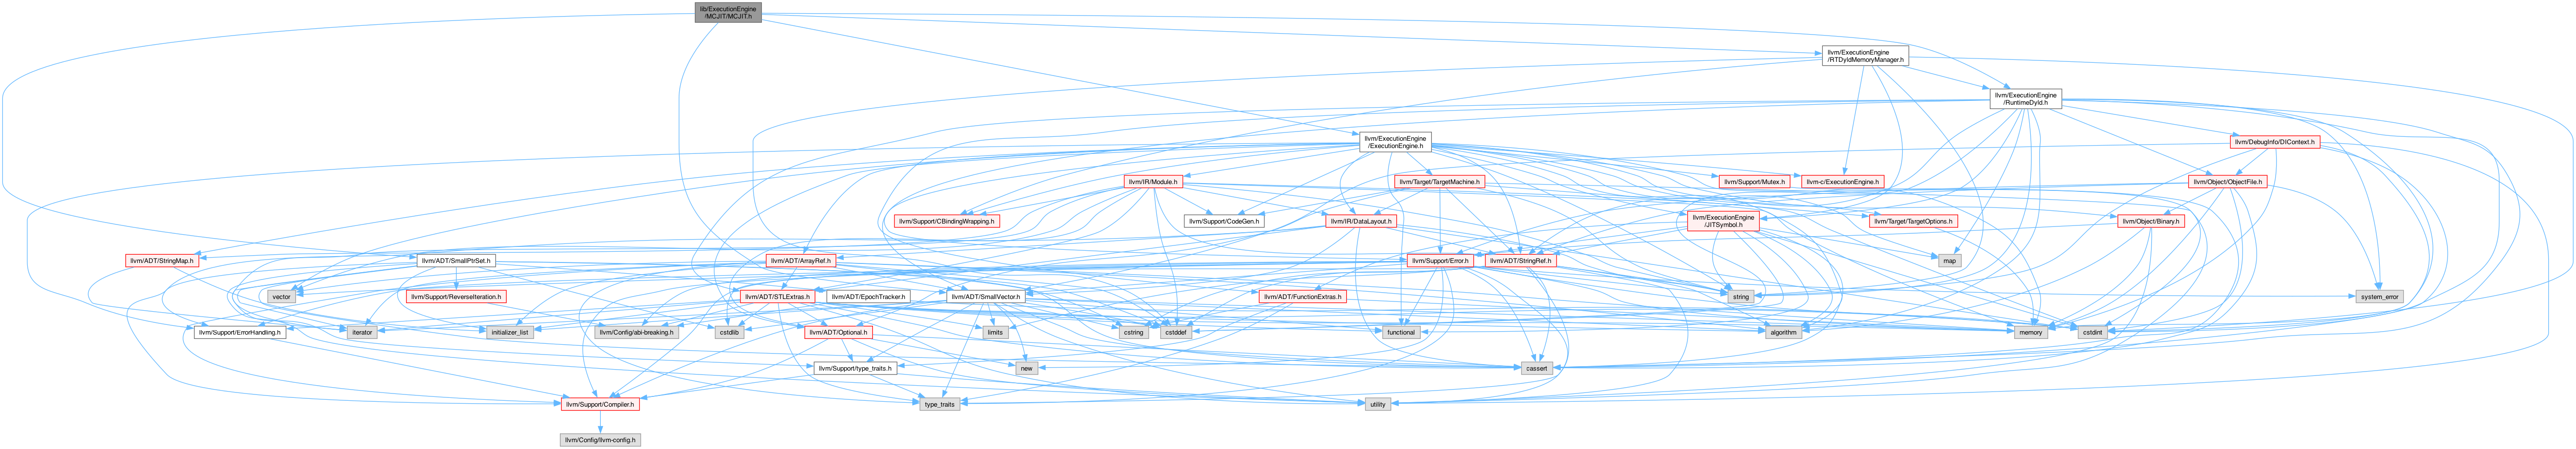 lib/ExecutionEngine
/MCJIT/MCJIT.h
llvm/ExecutionEngine
/RTDyldMemoryManager.h
llvm/ExecutionEngine
/RuntimeDyld.h
llvm/ExecutionEngine
/ExecutionEngine.h
llvm/DebugInfo/DIContext.h
llvm/IR/Module.h
llvm/Target/TargetMachine.h
llvm/Support/Mutex.h
llvm-c/ExecutionEngine.h
llvm/Object/ObjectFile.h
llvm/Support/CBindingWrapping.h
llvm/Support/CodeGen.h
llvm/IR/DataLayout.h
llvm/ExecutionEngine
/JITSymbol.h
llvm/Target/TargetOptions.h
llvm/Object/Binary.h
llvm/ADT/StringMap.h
llvm/ADT/SmallPtrSet.h
llvm/ADT/ArrayRef.h
llvm/Support/Error.h
llvm/ADT/StringRef.h
map
vector
llvm/Support/ReverseIteration.h
llvm/ADT/STLExtras.h
llvm/ADT/EpochTracker.h
llvm/ADT/SmallVector.h
llvm/ADT/FunctionExtras.h
string
system_error
llvm/Support/ErrorHandling.h
iterator
initializer_list
llvm/Config/abi-breaking.h
cstdlib
llvm/ADT/Optional.h
limits
cstring
cstddef
functional
algorithm
memory
cstdint
llvm/Support/type_traits.h
new
cassert
llvm/Support/Compiler.h
type_traits
utility
llvm/Config/llvm-config.h